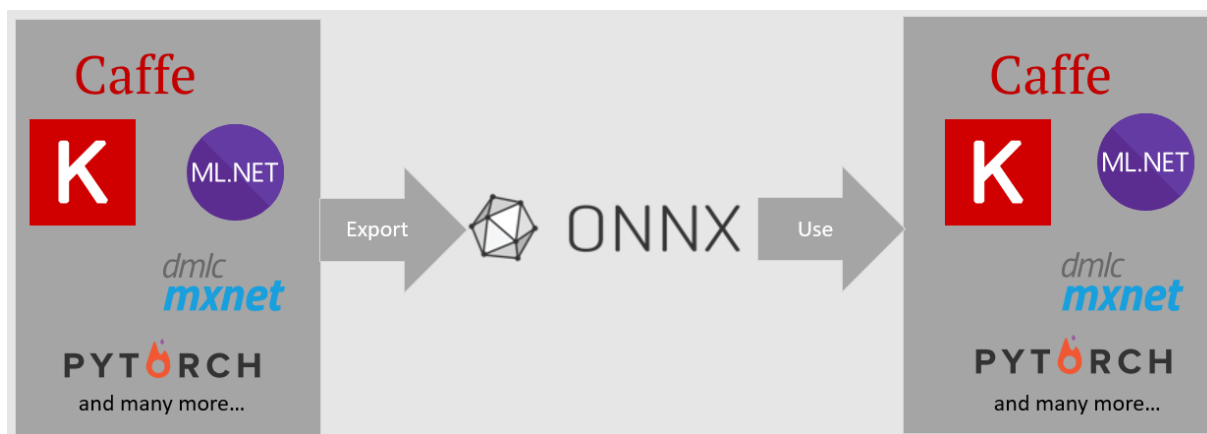 Caffe
K
ML.NET
dmlc
mxnet
PYTORCH
and many more...
Export
ONNX
Use
Caffe
K
ML.NET
dmlc
mxnet
PYTORCH
and many more...